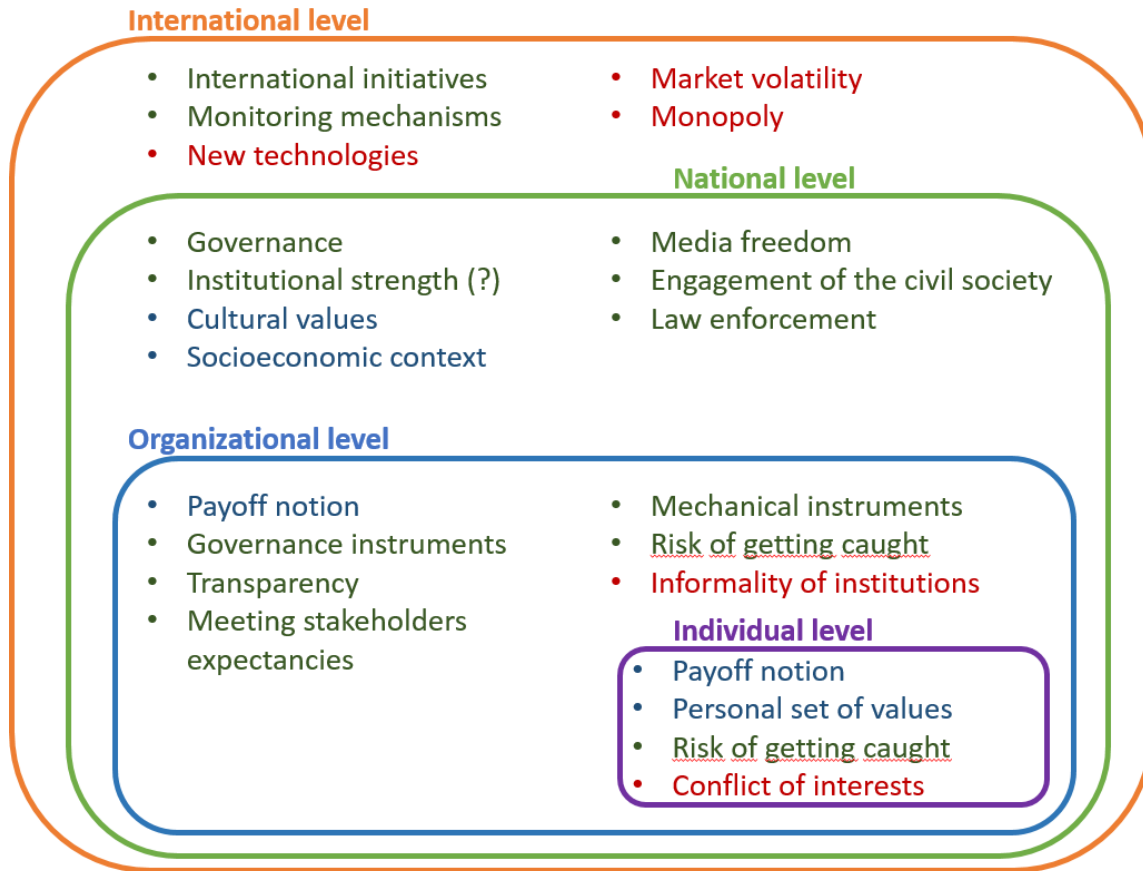 International level
• International initiatives
• Monitoring mechanisms
• New technologies
• Market volatility
• Monopoly
National level
• Governance
• Institutional strength (?)
• Cultural values
• Socioeconomic context
• Media freedom
• Engagement of the civil society
• Law enforcement
Organizational level
• Payoff notion
• Governance instruments
• Transparency
• Meeting stakeholders
expectancies
• Mechanical instruments
• Risk of getting caught
• Informality of institutions
Individual level
• Payoff notion
• Personal set of values
• Risk of getting caught
• Conflict of interests